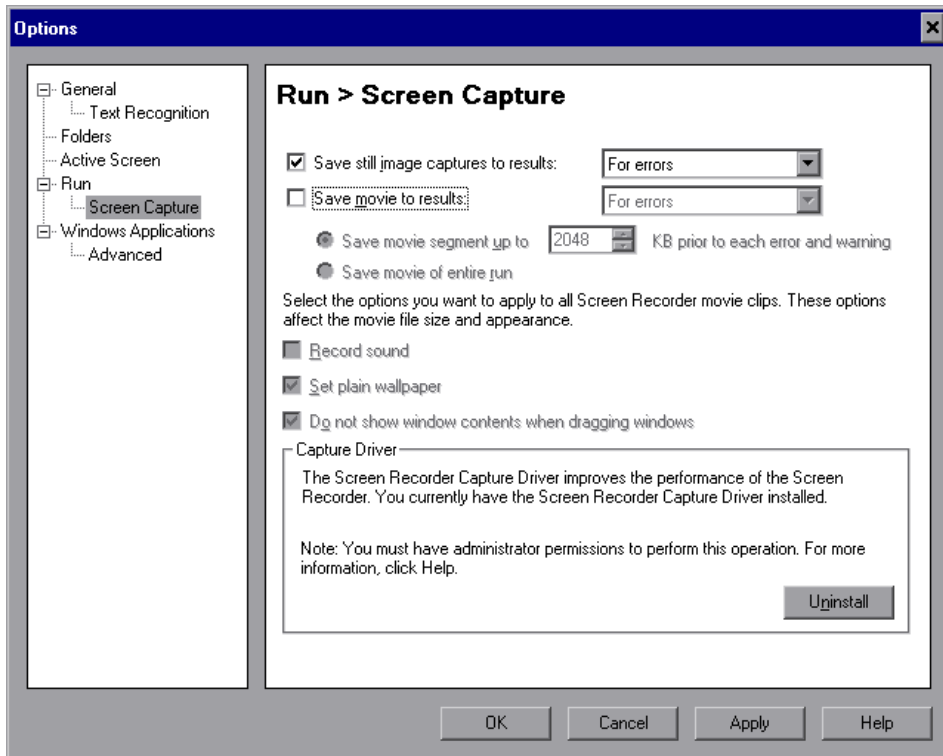 Options
General
Text Recognition
Folders
Active Screen
Run
Screen Capture
Windows Applications
Advanced
Run > Screen Capture
Save still image captures to results: For errors
Save movie to results: For errors
Save movie segment up to 2048 KB prior to each error and warning
Save movie of entire run
Select the options you want to apply to all Screen Recorder movie clips. These options
affect the movie file size and appearance.
Record sound
Set plain wallpaper
Do not show window contents when dragging windows
Capture Driver
The Screen Recorder Capture Driver improves the performance of the Screen
Recorder. You currently have the Screen Recorder Capture Driver installed.
Note: You must have administrator permissions to perform this operation. For more
information, click Help.
Uninstall
OK Cancel Apply Help